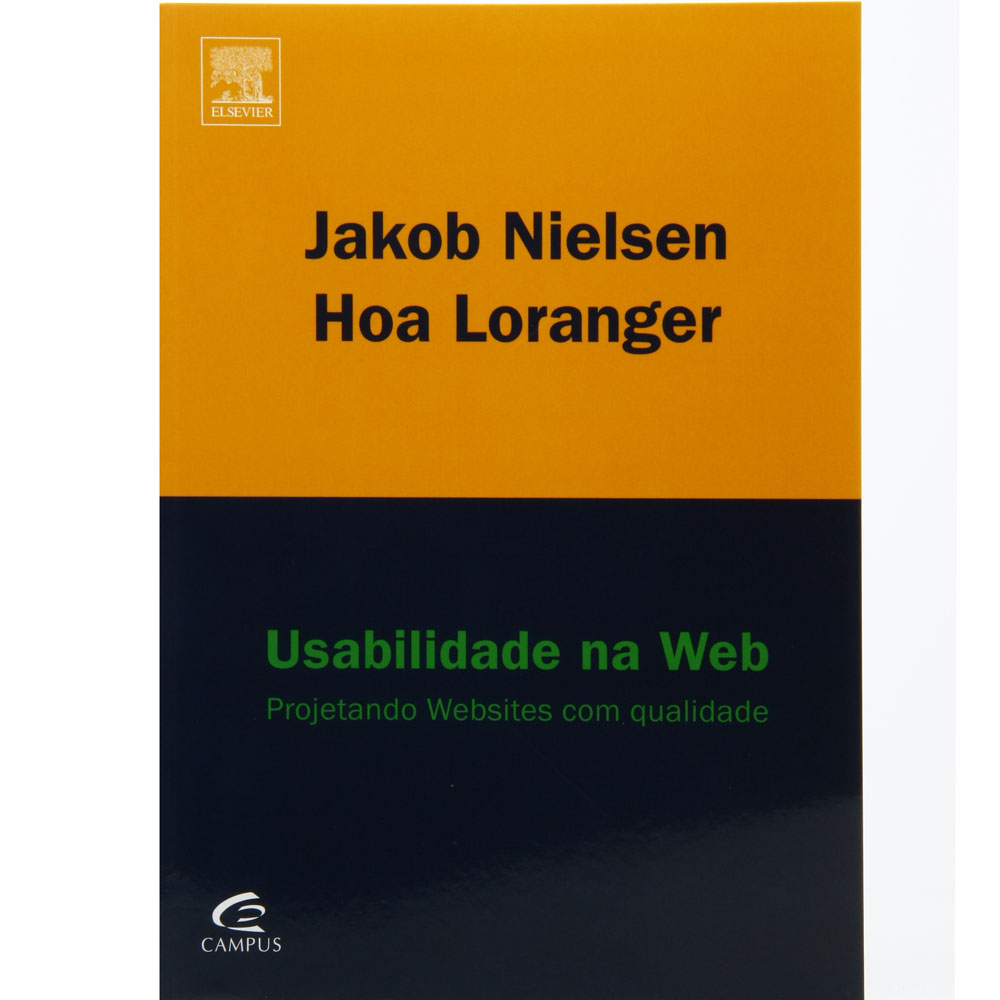 ELSEVIER
Jakob Nielsen
Hoa Loranger
Usabilidade na Web
Projetando Websites com qualidade
CAMPUS